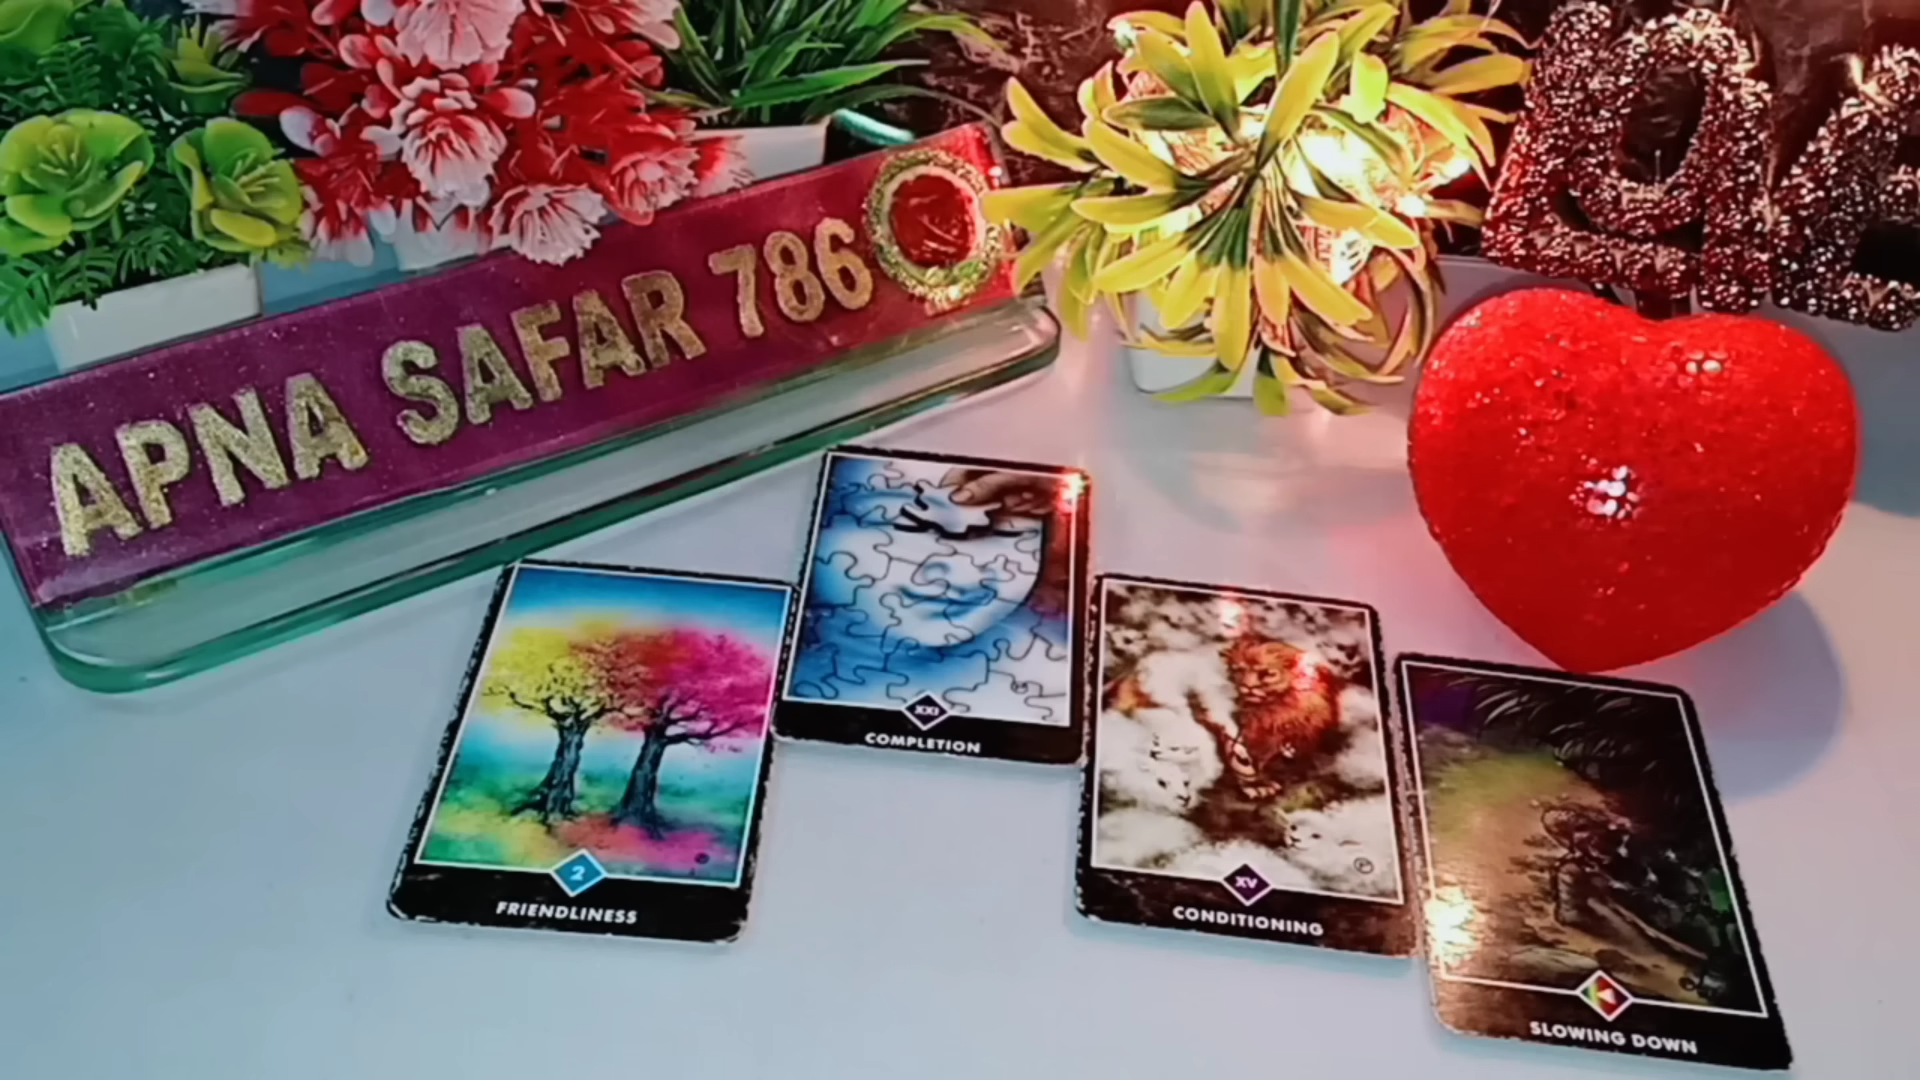 APNA SAFAR 786
XXI
COMPLETION
2
FRIENDLINESS
XV
CONDITIONING
SLOWING DOWN